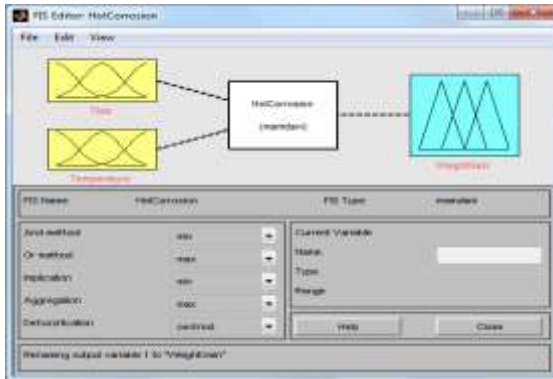 FIS Editor: HotCorrosion
File Edit View
Time
Temperature
HotCorrosion
(mamdani)
WeightGain
FIS Name: HotCorrosion FIS Type: mamdani
And method min
Or method max
Implication min
Aggregation max
Defuzzification centroid
Current Variable
Name
Type
Range
Help
Close
Renaming output variable 1 to "WeightGain"